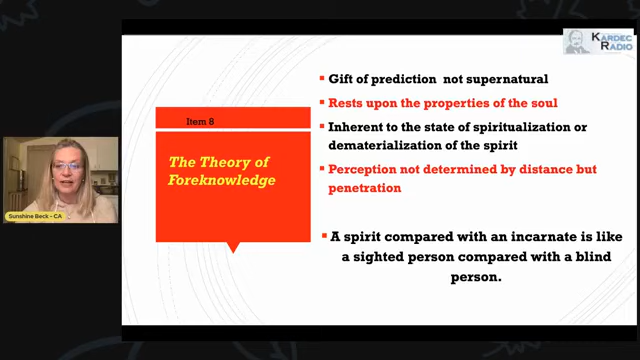 KARDEC
RADIO
Item 8
The Theory of
Foreknowledge
Gift of prediction not supernatural
Rests upon the properties of the soul
Inherent to the state of spiritualization or
dematerialization of the spirit
Perception not determined by distance but
penetration
A spirit compared with an incarnate is like
a sighted person compared with a blind
person.
Sunshine Beck - CA